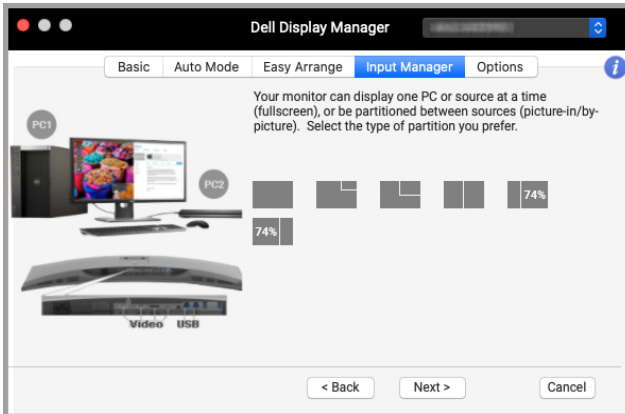 Dell Display Manager
Basic
Auto Mode
Easy Arrange
Input Manager
Options
i
Your monitor can display one PC or source at a time
(fullscreen), or be partitioned between sources (picture-in/by-
picture). Select the type of partition you prefer.
PC1
PC2
74%
74%
Video USB
< Back
Next >
Cancel